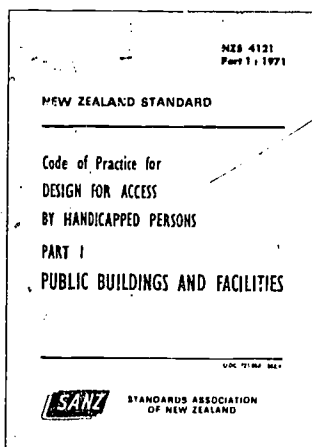 NZS 4121
Part 1 : 1971
NEW ZEALAND STANDARD
Code of Practice for
DESIGN FOR ACCESS
BY HANDICAPPED PERSONS
PART I
PUBLIC BUILDINGS AND FACILITIES
UDC
SANZ
STANDARDS ASSOCIATION
OF NEW ZEALAND